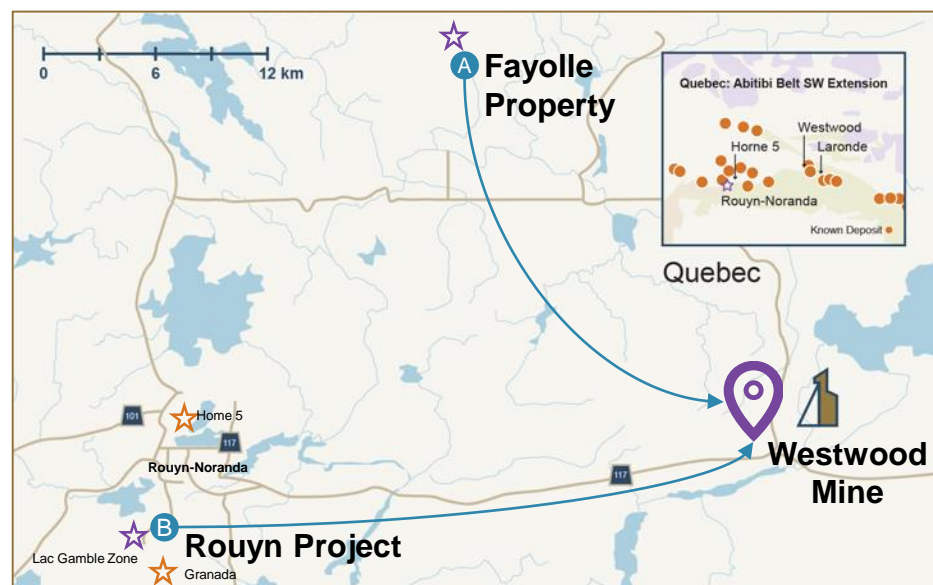 0 6 12 km
A Fayolle
Property
Quebec: Abitibi Belt SW Extension
Westwood
Horne 5
Laronde
Rouyn-Noranda
Known Deposit
Quebec
101
Home 5
117
Rouyn-Noranda
117
Westwood
Mine
B Rouyn Project
Lac Gamble Zone
Granada